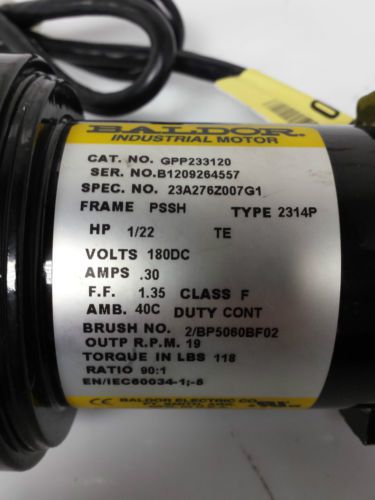 BALDOR
INDUSTRIAL MOTOR
CAT. NO. GPP233120
SER. NO. B1209264557
SPEC. NO. 23A276Z007G1
FRAME PSSH TYPE 2314P
HP 1/22 TE
VOLTS 180DC
AMPS .30
F.F. 1.35 CLASS F
AMB. 40C DUTY CONT
BRUSH NO. 2/BP5060BF02
OUTP R.P.M. 19
TORQUE IN LBS 118
RATIO 90:1
EN/IEC60034-1;-5
CE BALDOR ELECTRIC CO.